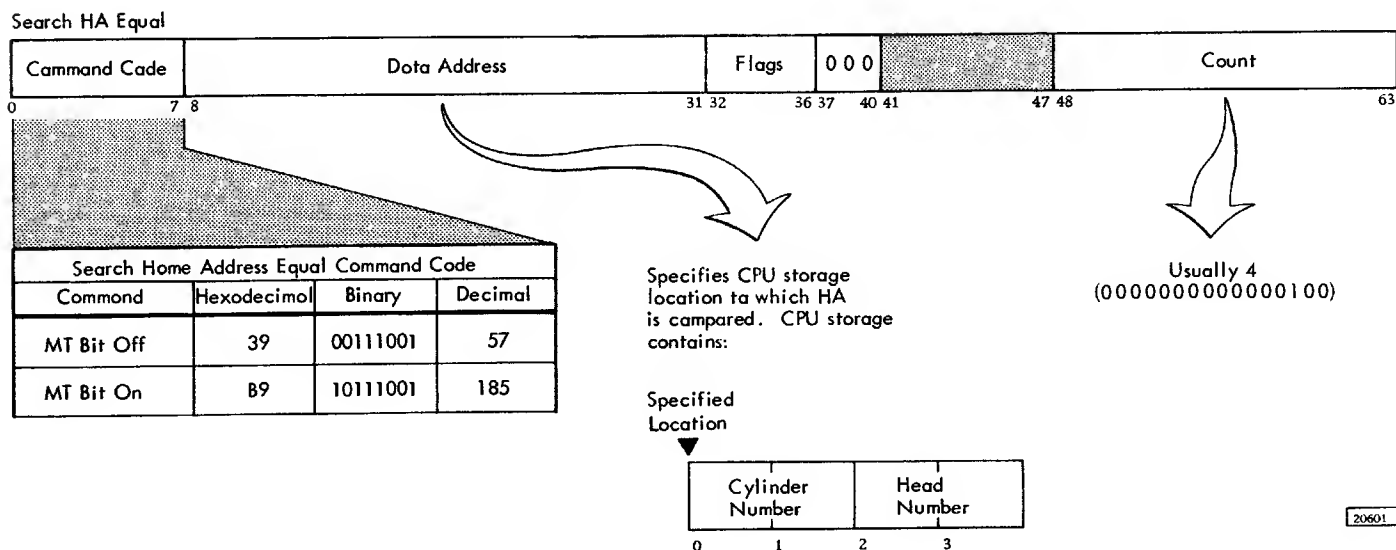 Search HA Equal
Cammand Cade Dota Address Flags 0 0 0 Count
0 7 8 31 32 36 37 40 41 47 48 63
Search Home Address Equal Command Code
Commond Hexodecimol Binary Decimal
MT Bit Off 39 00111001 57
MT Bit On B9 10111001 185
Specifies CPU storage
location ta which HA
is campared. CPU storage
contains:
Usually 4
(0000000000000100)
Specified
Location
Cylinder Head
Number Number
0 1 2 3
20601